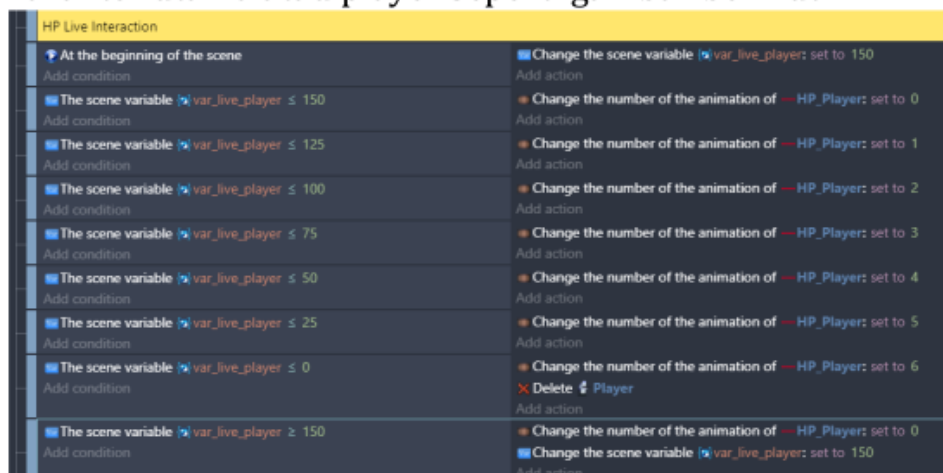 HP Live Interaction
At the beginning of the scene
Change the scene variable var_live_player: set to 150
Add condition
Add action
The scene variable var_live_player ≤ 150
Change the number of the animation of HP_Player: set to 0
Add condition
Add action
The scene variable var_live_player ≤ 125
Change the number of the animation of HP_Player: set to 1
Add condition
Add action
The scene variable var_live_player ≤ 100
Change the number of the animation of HP_Player: set to 2
Add condition
Add action
The scene variable var_live_player ≤ 75
Change the number of the animation of HP_Player: set to 3
Add condition
Add action
The scene variable var_live_player ≤ 50
Change the number of the animation of HP_Player: set to 4
Add condition
Add action
The scene variable var_live_player ≤ 25
Change the number of the animation of HP_Player: set to 5
Add condition
Add action
The scene variable var_live_player ≤ 0
Change the number of the animation of HP_Player: set to 6
Add condition
Delete Player
Add action
The scene variable var_live_player ≥ 150
Change the number of the animation of HP_Player: set to 0
Add condition
Change the scene variable var_live_player: set to 150
Add action